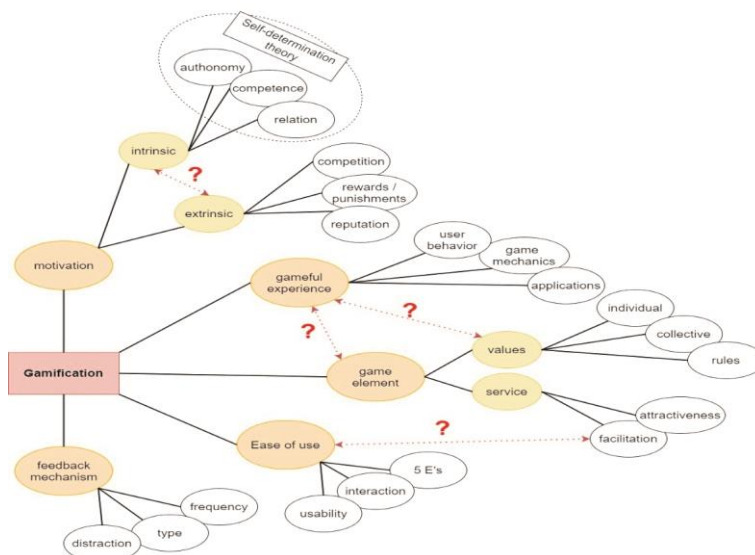 Self-determination
theory
authonomy
competence
relation
intrinsic
?
extrinsic
competition
rewards /
punishments
reputation
motivation
gameful
experience
user
behavior
game
mechanics
applications
?
?
individual
collective
rules
values
game
element
service
attractiveness
facilitation
Gamification
?
Ease of use
5 E's
interaction
usability
feedback
mechanism
frequency
type
distraction